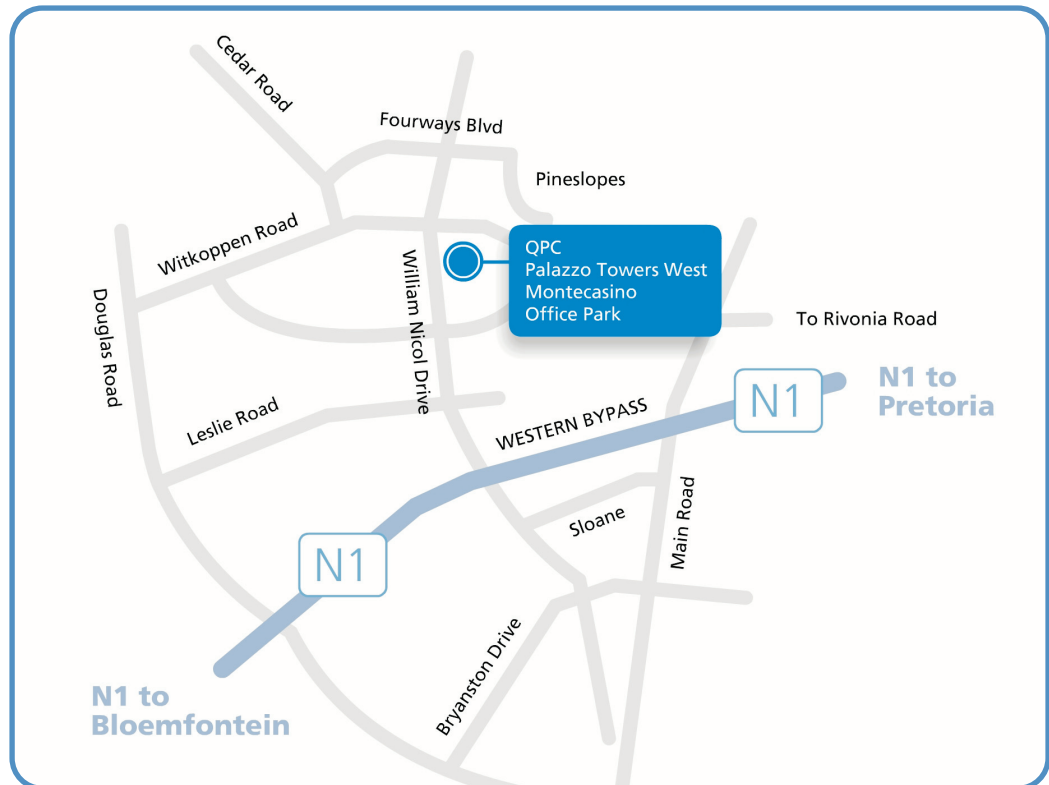 Cedar Road
Fourways Blvd
Pineslopes
Witkoppen Road
QPC
Palazzo Towers West
Montecasino
Office Park
William Nicol Drive
Douglas Road
To Rivonia Road
N1 to
Pretoria
N1
WESTERN BYPASS
Leslie Road
Sloane
Main Road
N1
Bryanston Drive
N1 to
Bloemfontein